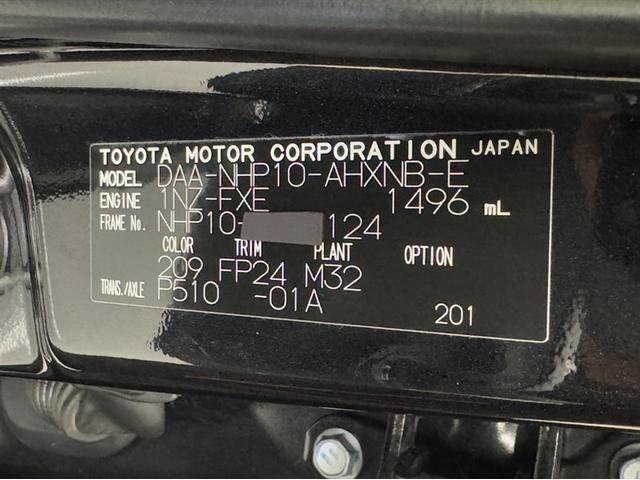 TOYOTA MOTOR CORPORATION JAPAN
MODEL DAA-NHP10-AHXNB-E
ENGINE 1NZ-FXE 1496 mL
FRAME No. NHP10- 124
COLOR TRIM PLANT OPTION
209 FP24 M32
TRANS./AXLE P510 -01A
201